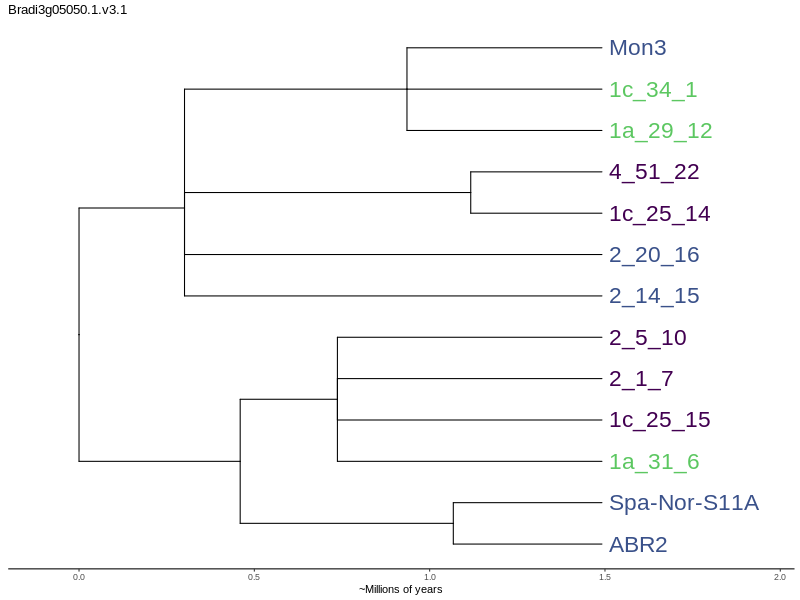 Bradi3g05050.1.v3.1
Mon3
1c_34_1
1a_29_12
4_51_22
1c_25_14
2_20_16
2_14_15
2_5_10
2_1_7
1c_25_15
1a_31_6
Spa-Nor-S11A
ABR2
0.0 0.5 1.0 1.5 2.0
~Millions of years